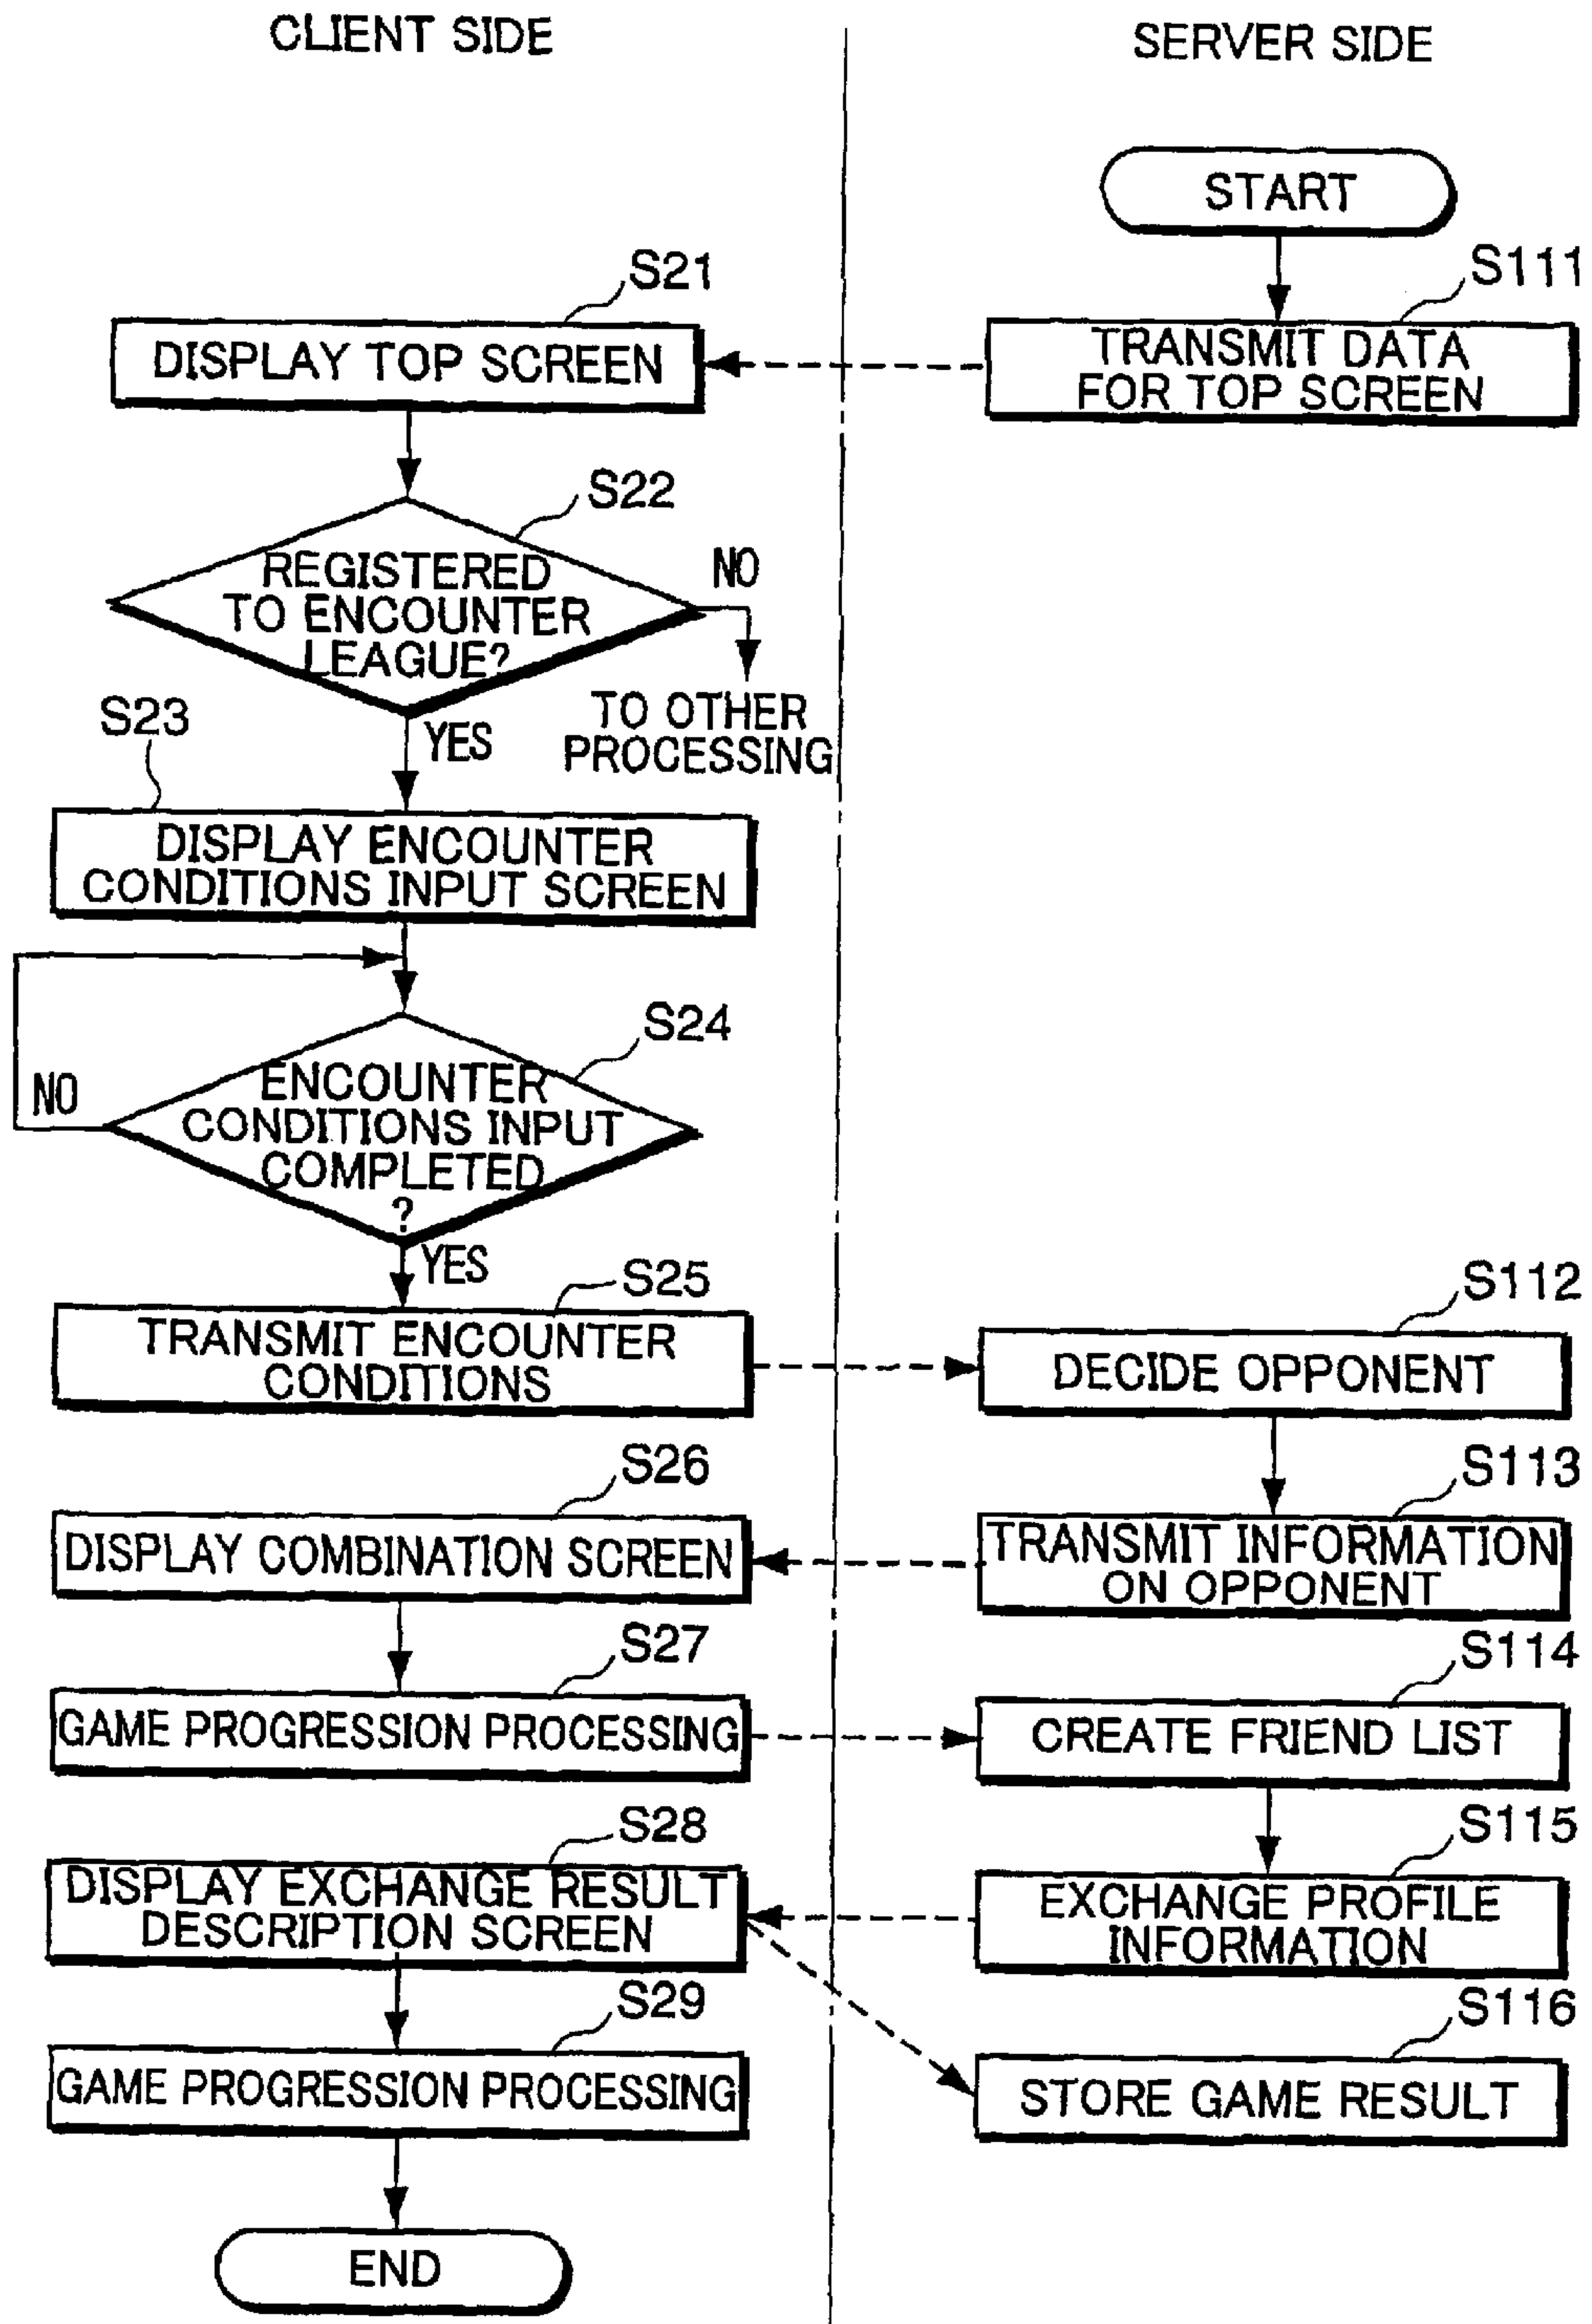 CLIENT SIDE
SERVER SIDE
START
S21
S111
DISPLAY TOP SCREEN
TRANSMIT DATA
FOR TOP SCREEN
S22
REGISTERED
TO ENCOUNTER
LEAGUE?
NO
TO OTHER
PROCESSING
YES
S23
DISPLAY ENCOUNTER
CONDITIONS INPUT SCREEN
S24
ENCOUNTER
CONDITIONS INPUT
COMPLETED
?
NO
YES
S25
TRANSMIT ENCOUNTER
CONDITIONS
S112
DECIDE OPPONENT
S26
DISPLAY COMBINATION SCREEN
S113
TRANSMIT INFORMATION
ON OPPONENT
S27
GAME PROGRESSION PROCESSING
S114
CREATE FRIEND LIST
S28
DISPLAY EXCHANGE RESULT
DESCRIPTION SCREEN
S115
EXCHANGE PROFILE
INFORMATION
S29
GAME PROGRESSION PROCESSING
S116
STORE GAME RESULT
END